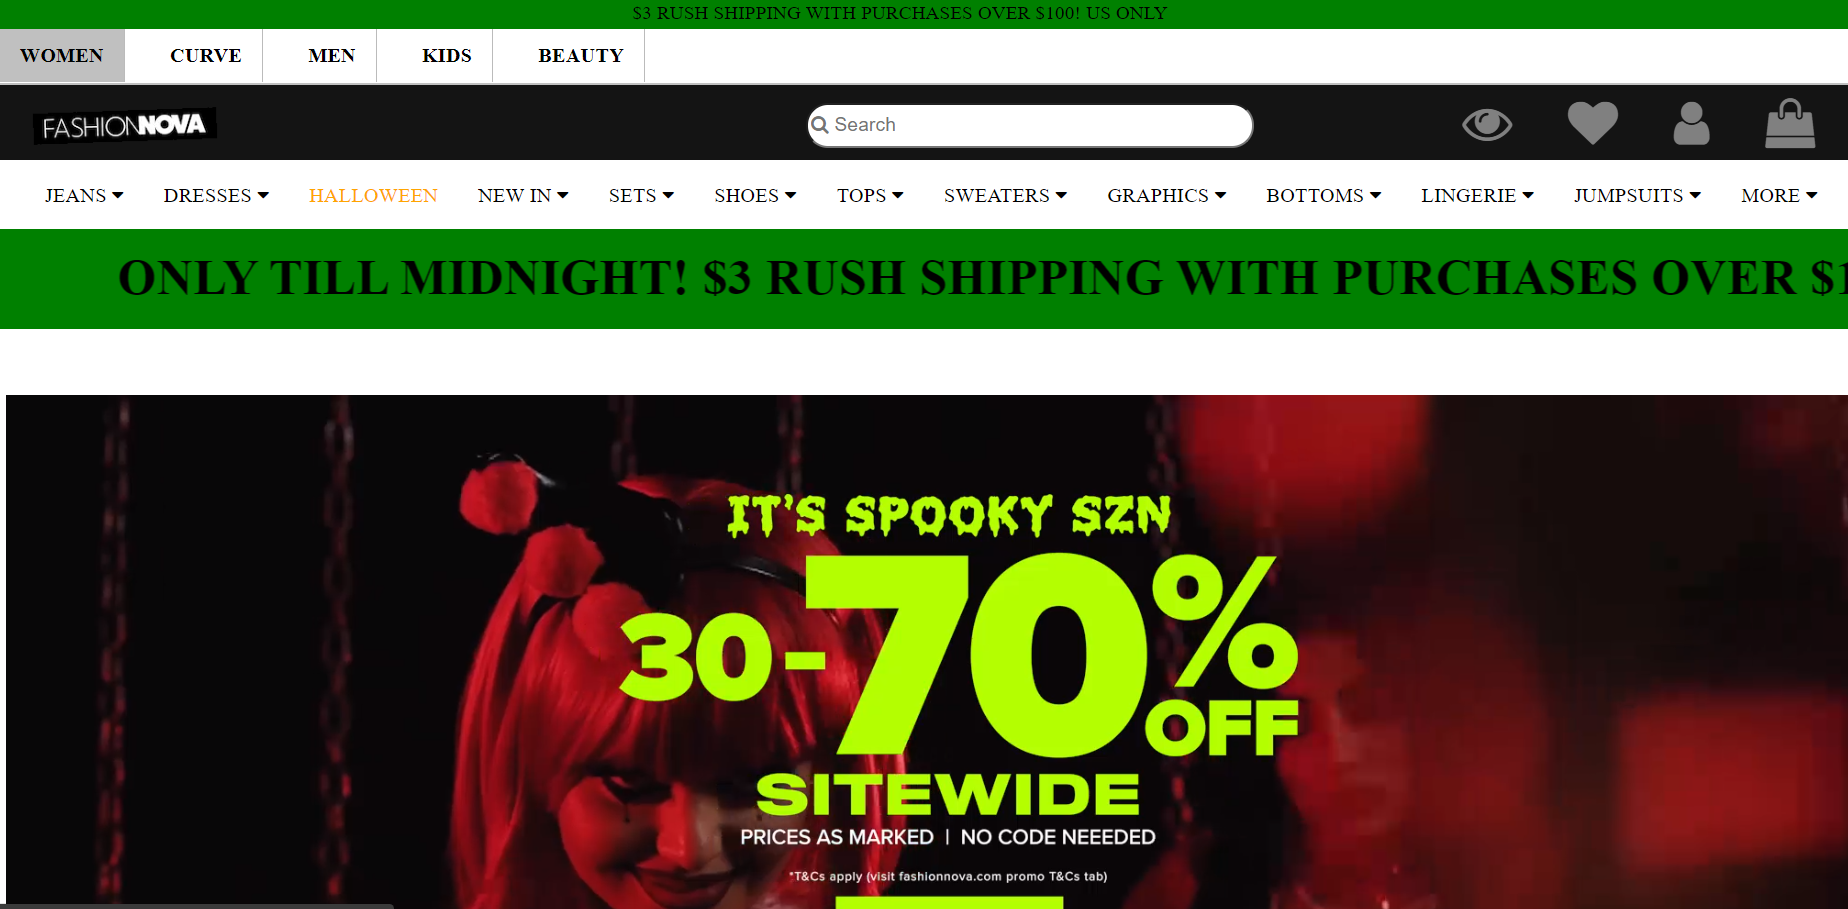 $3 RUSH SHIPPING WITH PURCHASES OVER $100! US ONLY
WOMEN CURVE MEN KIDS BEAUTY
FASHIONNOVA Search
JEANS DRESSES HALLOWEEN NEW IN SETS SHOES TOPS SWEATERS GRAPHICS BOTTOMS LINGERIE JUMPSUITS MORE
ONLY TILL MIDNIGHT! $3 RUSH SHIPPING WITH PURCHASES OVER $1
IT'S SPOOKY SZN
30-70% OFF
SITEWIDE
PRICES AS MARKED | NO CODE NEEEDED
*T&Cs apply (visit fashionnova.com promo T&Cs tab)